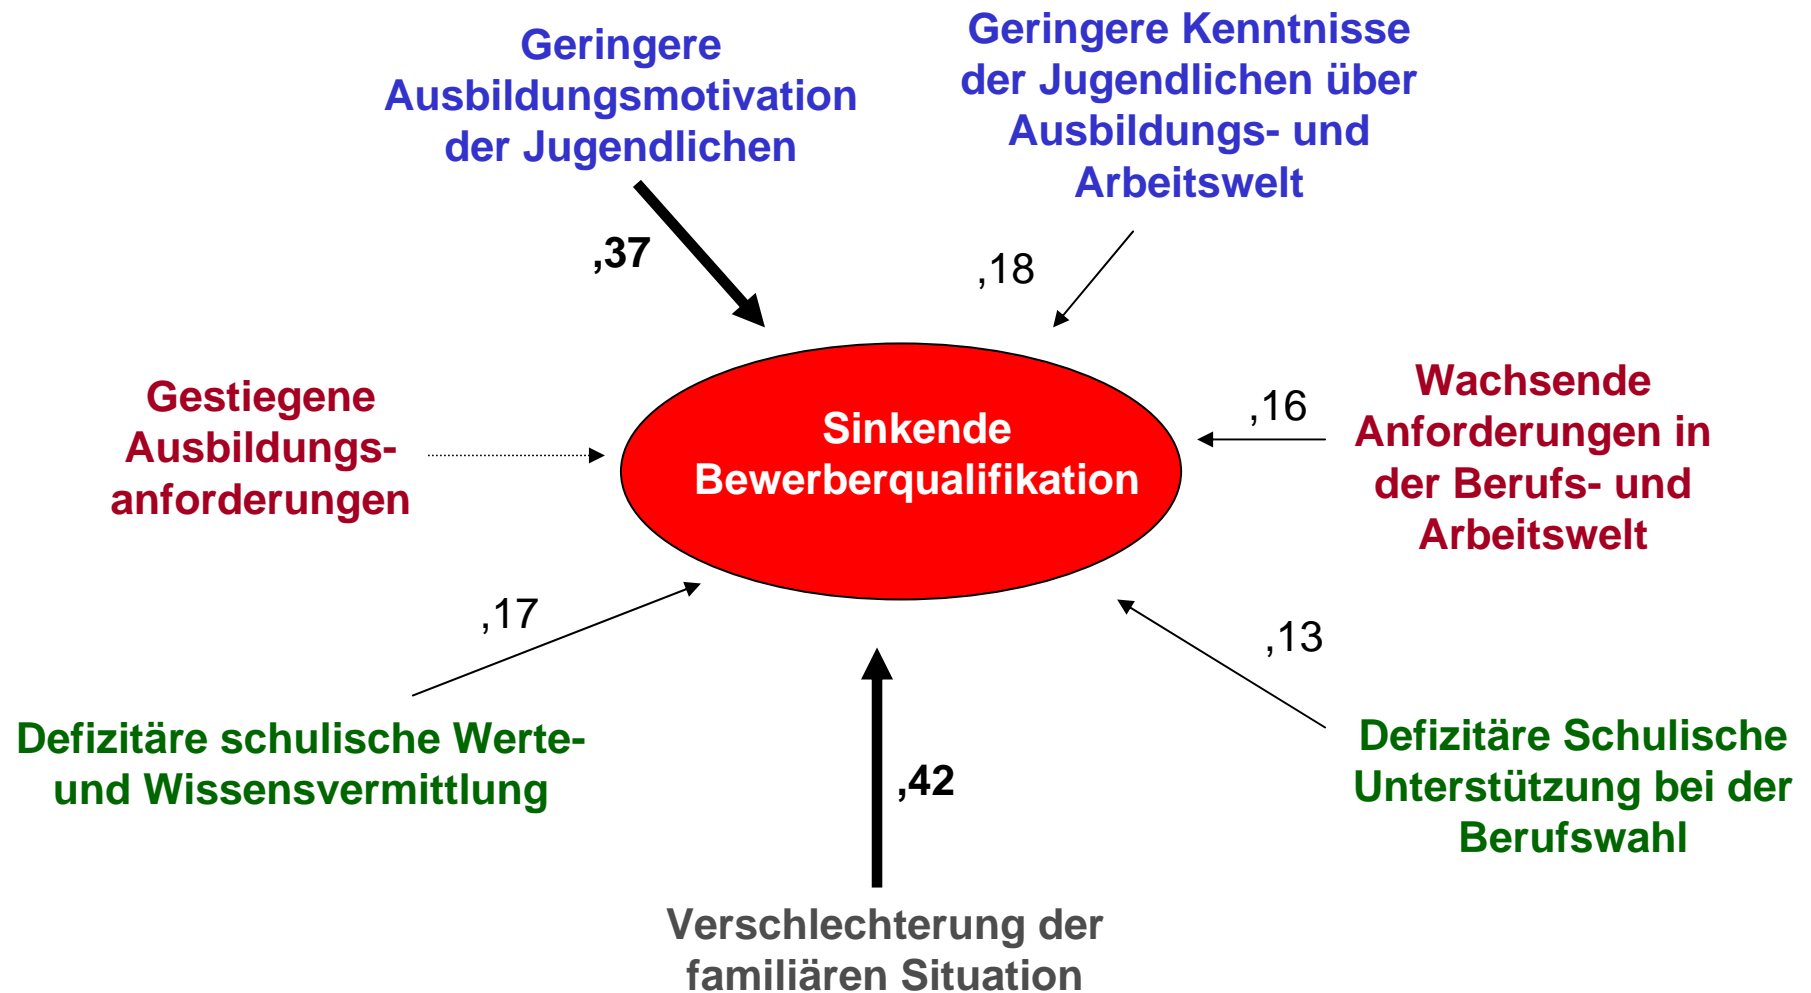 Geringere
Ausbildungsmotivation
der Jugendlichen
Geringere Kenntnisse
der Jugendlichen über
Ausbildungs- und
Arbeitswelt
,37
,18
Gestiegene
Ausbildungs-
anforderungen
Sinkende
Bewerberqualifikation
,16
Wachsende
Anforderungen in
der Berufs- und
Arbeitswelt
,17
,13
Defizitäre schulische Werte-
und Wissensvermittlung
,42
Defizitäre Schulische
Unterstützung bei der
Berufswahl
Verschlechterung der
familiären Situation